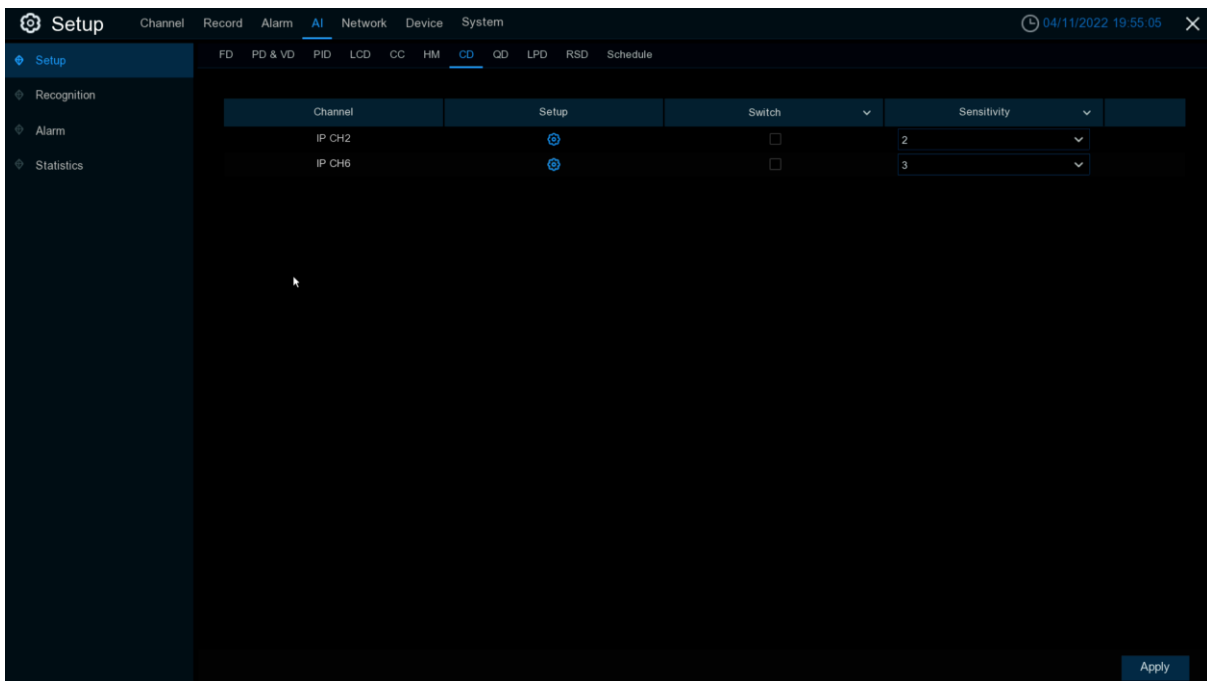 Setup Channel Record Alarm AI Network Device System 04/11/2022 19:55:05
Setup FD PD & VD PID LCD CC HM CD QD LPD RSD Schedule
Recognition
Channel Setup Switch Sensitivity
Alarm
IP CH2 2
Statistics
IP CH6 3
Apply